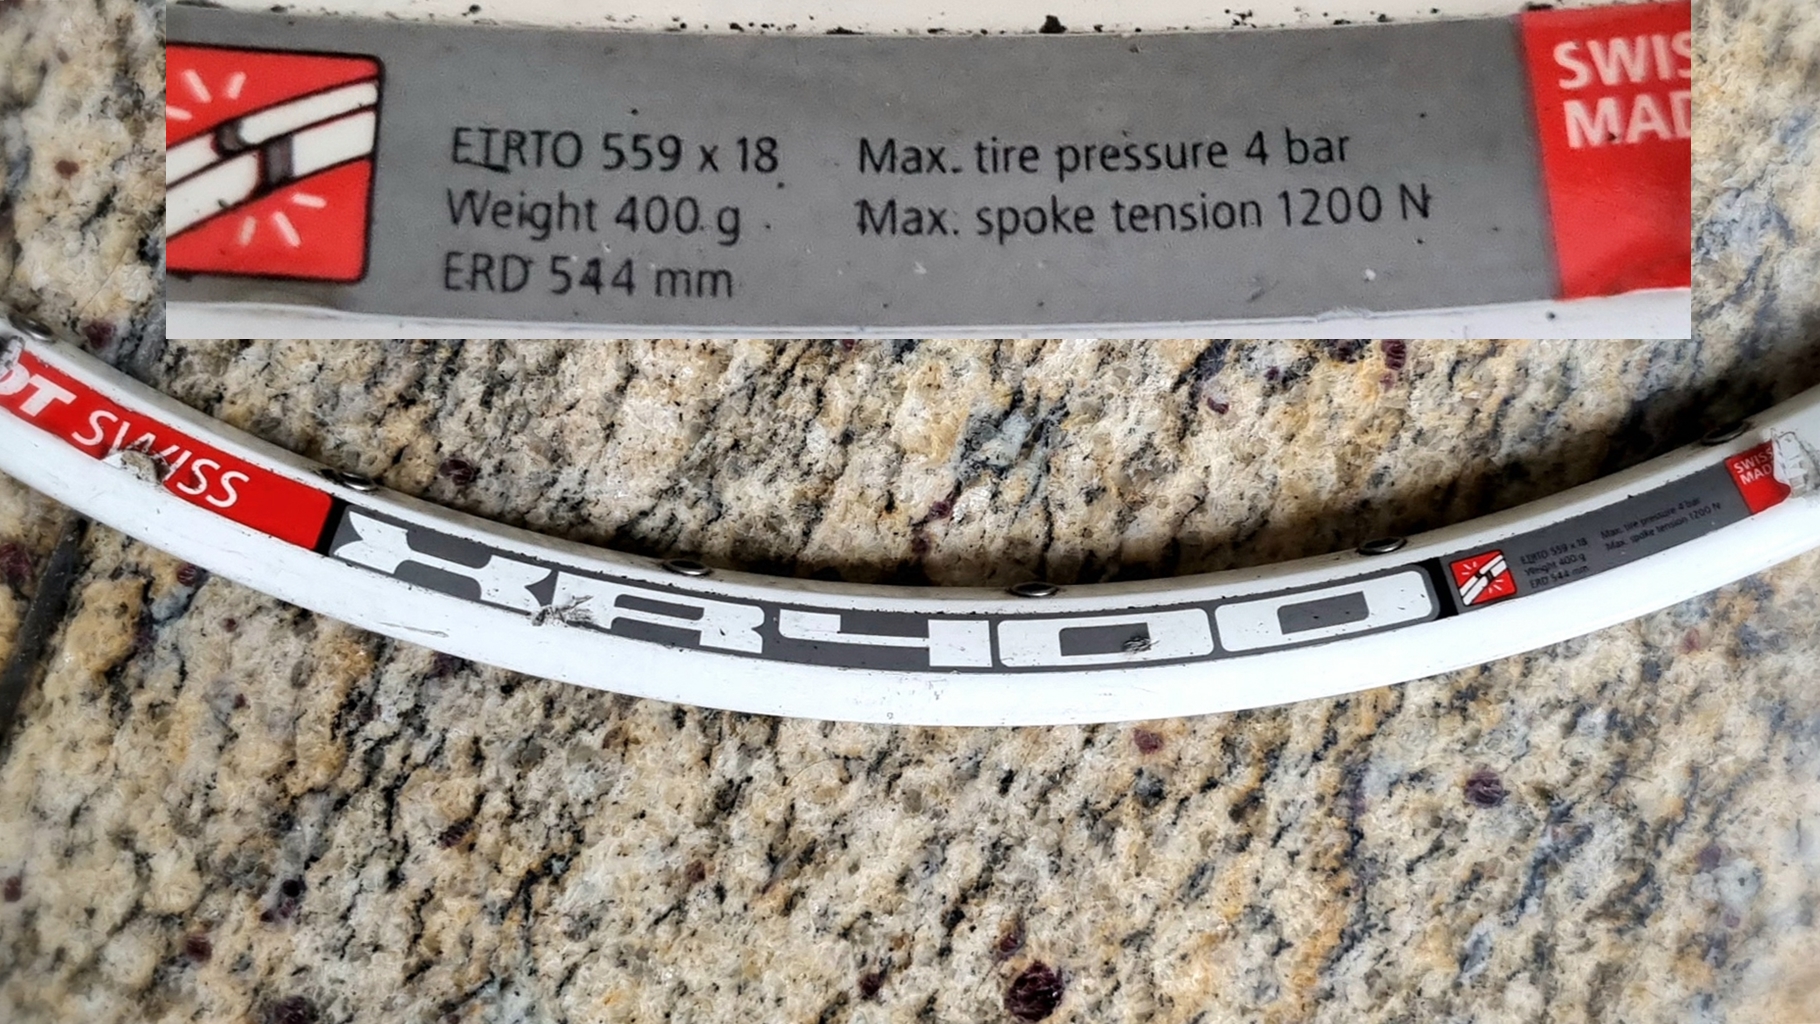 ETRTO 559 x 18
Weight 400 g
ERD 544 mm
Max. tire pressure 4 bar
Max. spoke tension 1200 N
SWIS
MAD
DT SWISS
XR400
ETRTO 559 x 18
Weight 400 g
ERD 544 mm
Max. tire pressure 4 bar
Max. spoke tension 1200 N
SWISS
MAD